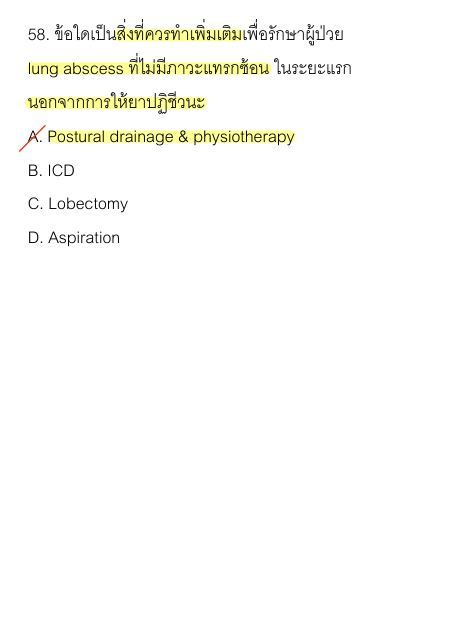 58. ข้อใดเป็นสิ่งที่ควรทำเพิ่มเติมเพื่อรักษาผู้ป่วย
lung abscess ที่ไม่มีภาวะแทรกซ้อน ในระยะแรก
นอกจากการให้ยาปฏิชีวนะ
A. Postural drainage & physiotherapy
B. ICD
C. Lobectomy
D. Aspiration